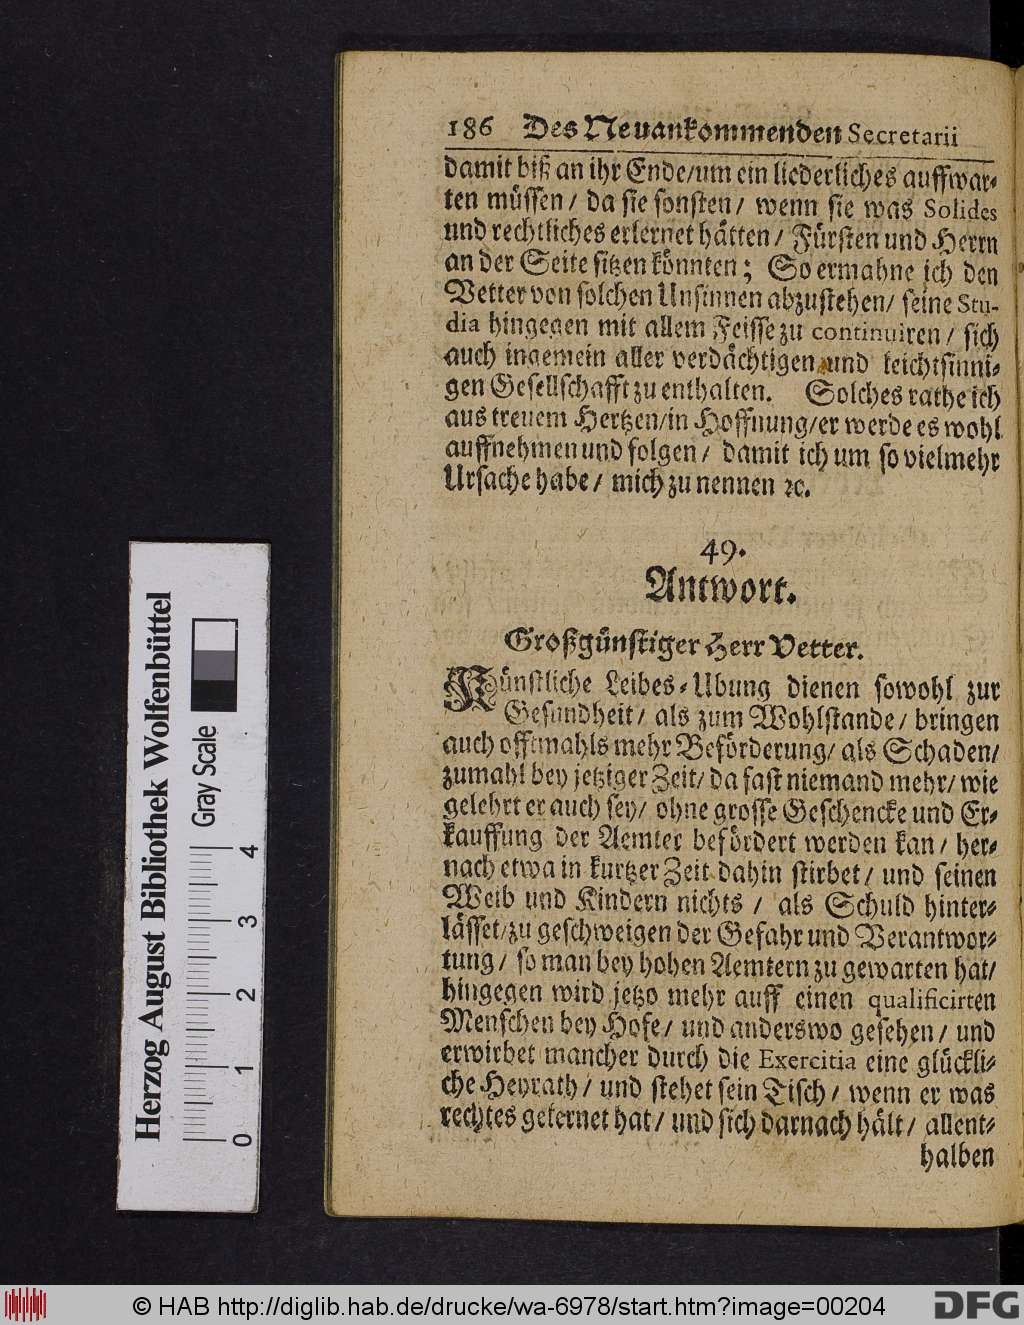 186 Des Neuankommenden Secretarii
damit biß an ihr Ende/um ein liederliches auffwar-
ten müssen/ da sie sonsten/ wenn sie was Solides
und rechtliches erlernet hätten/ Fürsten und Herrn
an der Seite sitzen könnten; So ermahne ich den
Vetter von solchen Unsinnen abzustehen/ seine Stu-
dia hingegen mit allem Feisse zu continuiren/ sich
auch ingemein aller verdächtigen und leichtsinni-
gen Gesellschafft zu enthalten. Solches rathe ich
aus treuem Hertzen/in Hoffnung/er werde es wohl
auffnehmen und folgen/ damit ich um so vielmehr
Ursache habe/ mich zu nennen ꝛc.
49.
Antwort.
Großgünstiger Herr Vetter.
Künstliche Leibes-Ubung dienen sowohl zur
Gesundheit/ als zum Wohlstande/ bringen
auch offtmahls mehr Beförderung/ als Schaden/
zumahl bey jetziger Zeit/ da fast niemand mehr/ wie
gelehrt er auch sey/ ohne grosse Geschencke und Er-
kauffung der Aemter befördert werden kan/ her-
nach etwa in kurtzer Zeit dahin stirbet/ und seinen
Weib und Kindern nichts/ als Schuld hinter-
lässet/zu geschweigen der Gefahr und Verantwor-
tung/ so man bey hohen Aemtern zu gewarten hat/
hingegen wird jetzo mehr auff einen qualificirten
Menschen bey Hofe/ und anderswo gesehen/ und
erwirbet mancher durch die Exercitia eine glückli-
che Heyrath/ und stehet sein Tisch/ wenn er was
rechtes gelernet hat/ und sich darnach hält/ allent-
halben
Herzog August Bibliothek Wolfenbüttel
0 1 2 3 4 Gray Scale
© HAB http://diglib.hab.de/drucke/wa-6978/start.htm?image=00204
DFG